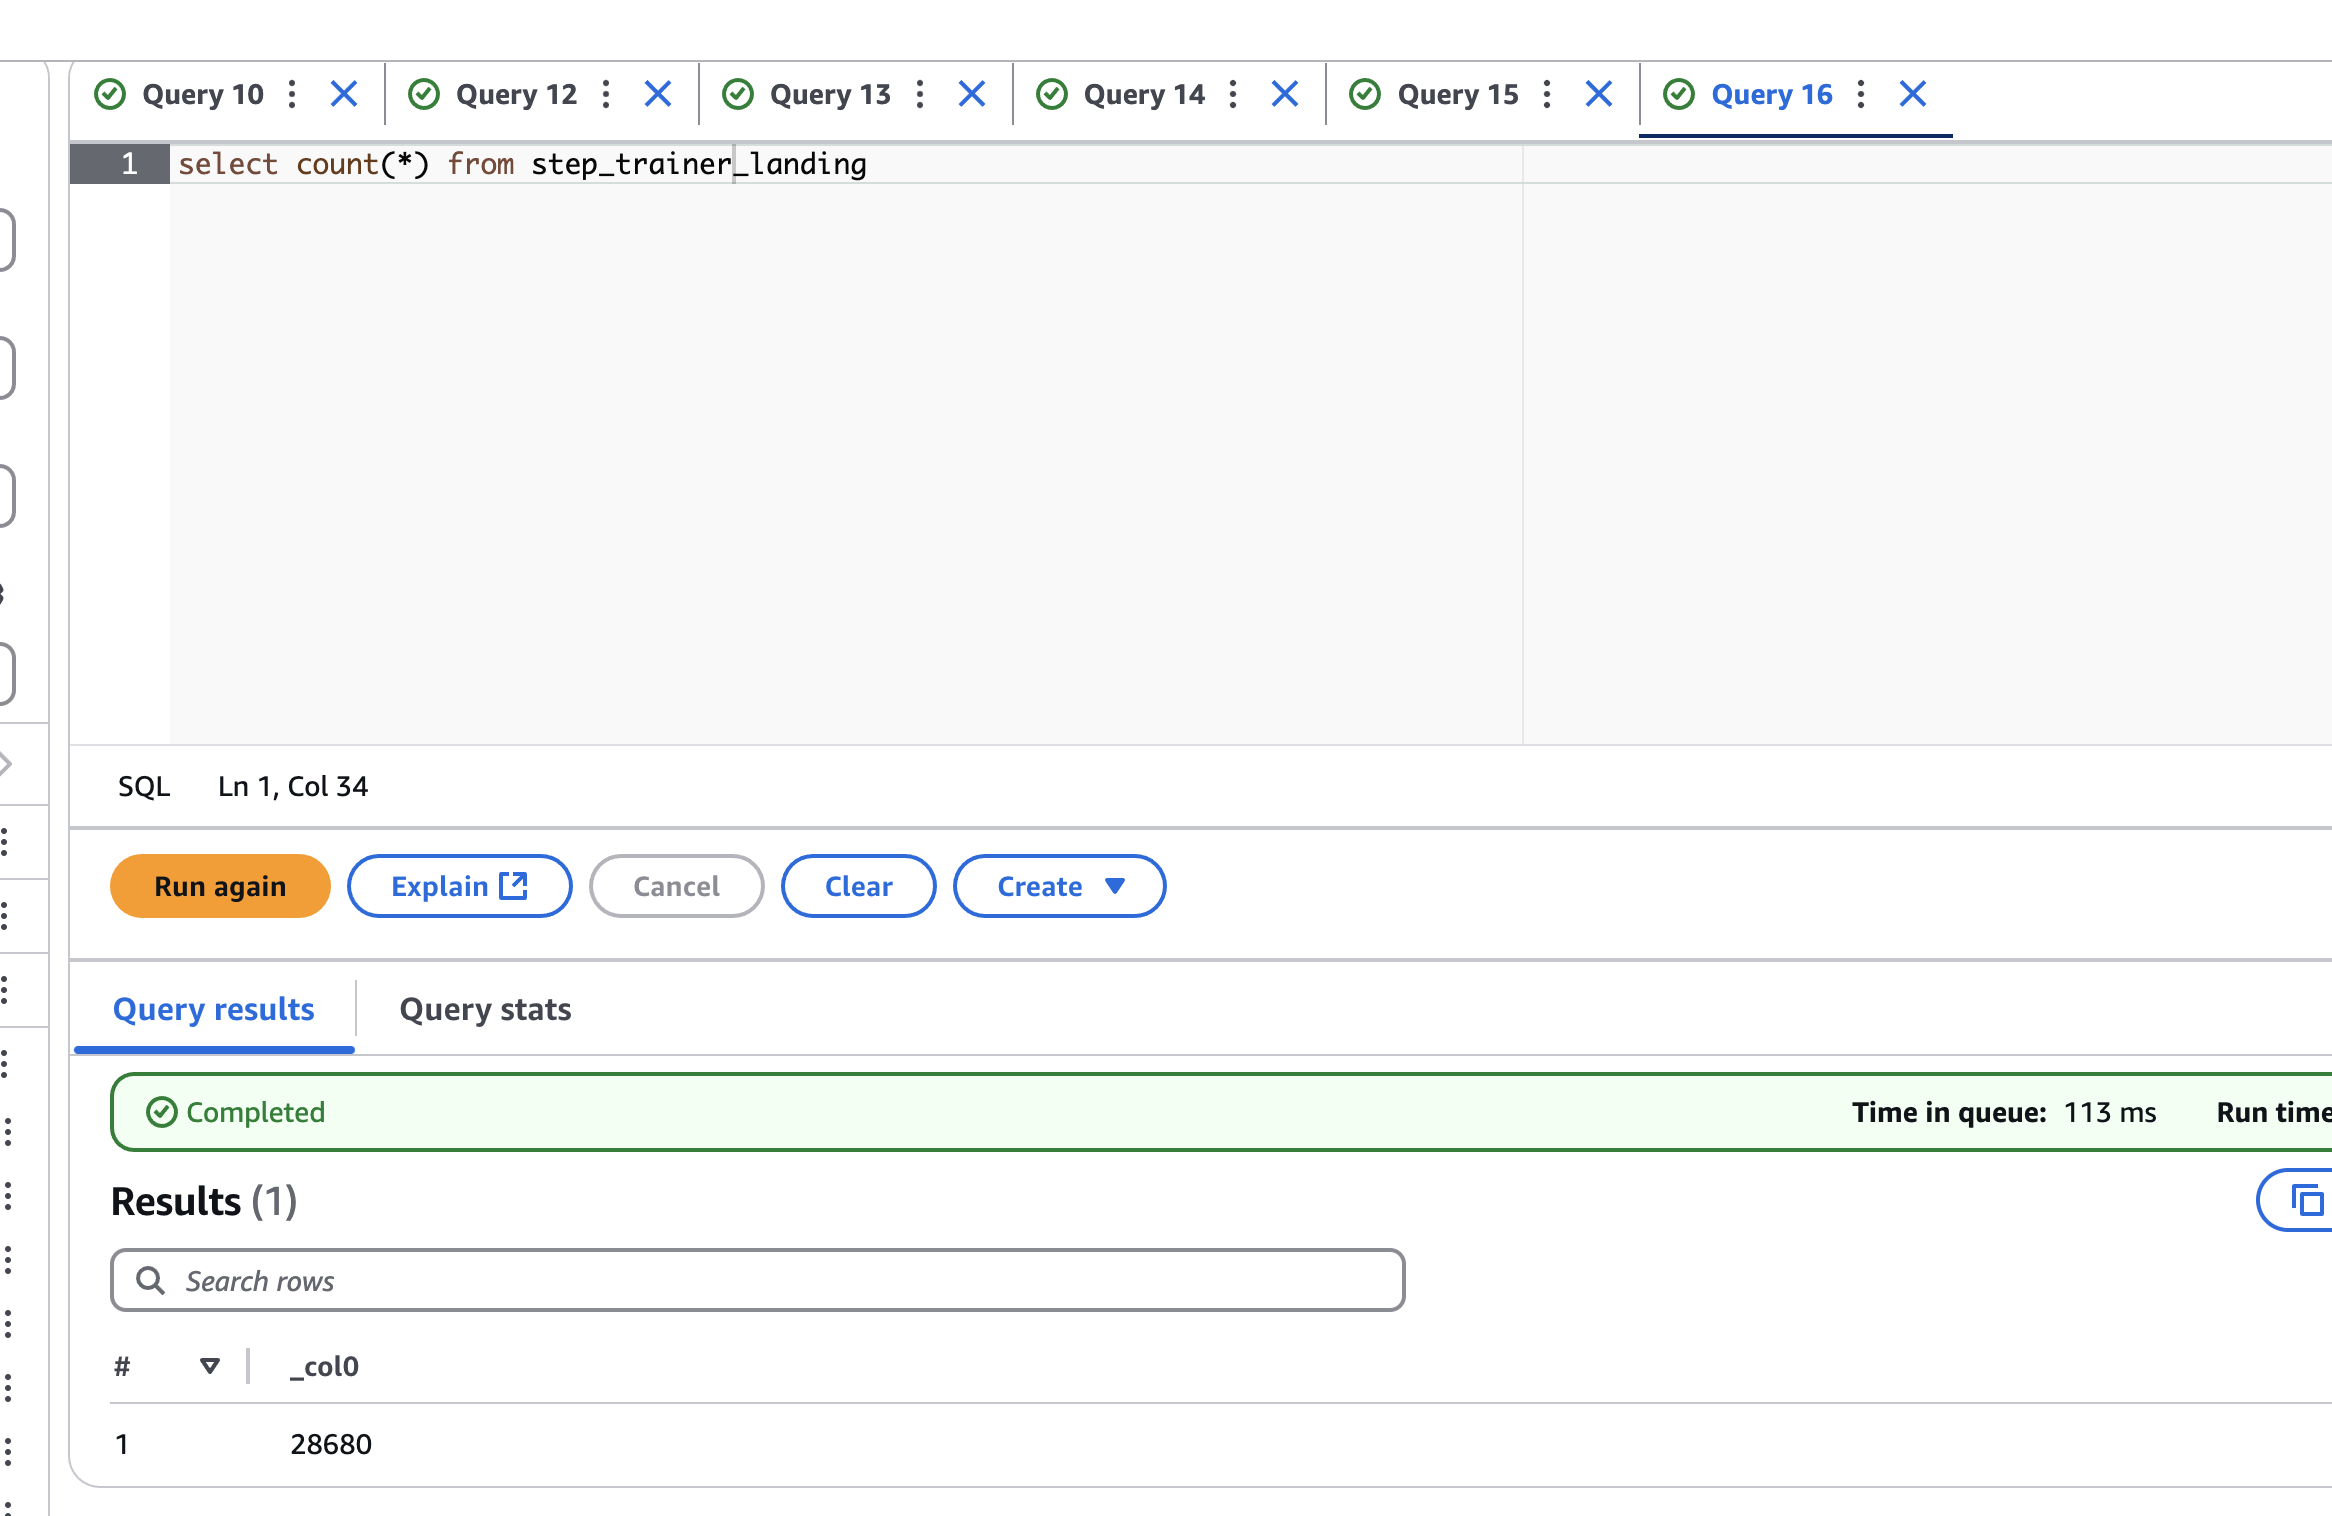 Query 10
Query 12
Query 13
Query 14
Query 15
Query 16
1 select count(*) from step_trainer_landing
SQL Ln 1, Col 34
Run again
Explain
Cancel
Clear
Create
Query results
Query stats
Completed
Time in queue: 113 ms
Run time
Results (1)
Search rows
# _col0
1 28680